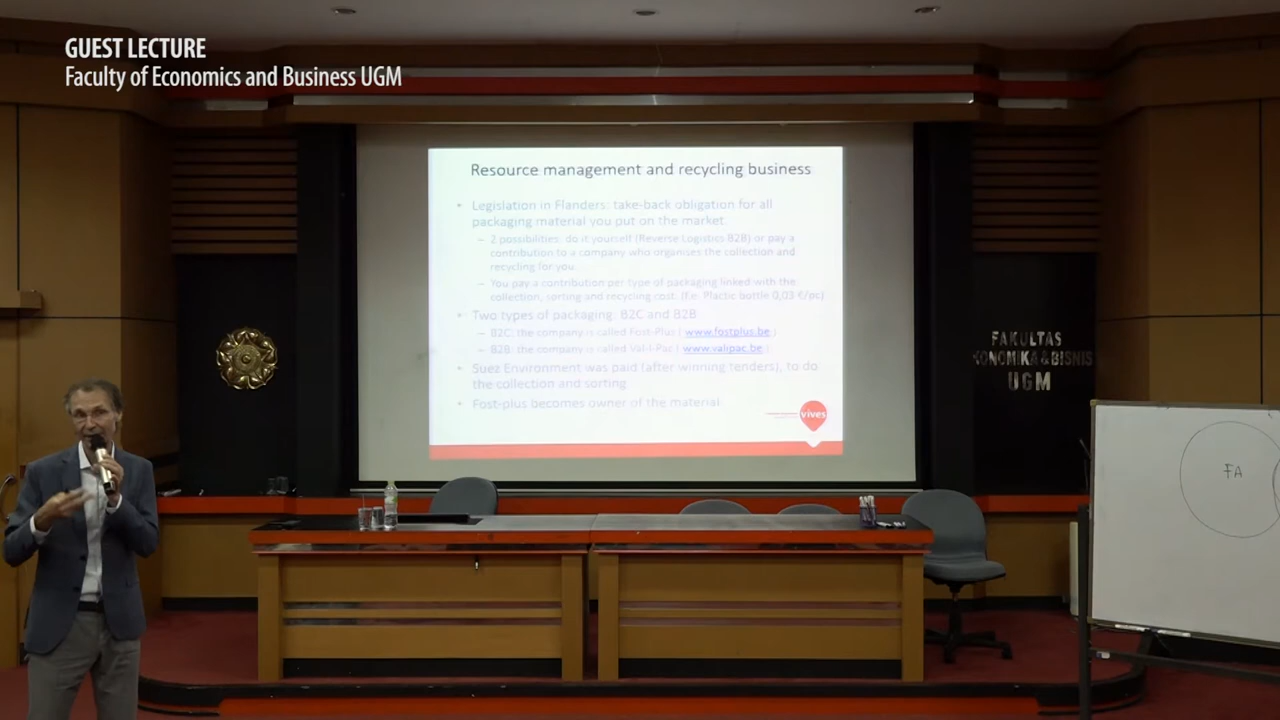 GUEST LECTURE
Faculty of Economics and Business UGM
Resource management and recycling business
• Legislation in Flanders: take-back obligation for all
packaging material you put on the market
– 2 possibilities: do it yourself (Reverse Logistics B2B) or pay a
contribution to a company who organises the collection and
recycling for you
– You pay a contribution per type of packaging linked with the
collection, sorting and recycling cost. (f.e. Plactic bottle 0,03 €/pc)
• Two types of packaging: B2C and B2B
– B2C: the company is called Fost-Plus ( www.fostplus.be )
– B2B: the company is called Val-I-Pac ( www.valipac.be )
• Suez Environment was paid (after winning tenders), to do
the collection and sorting
• Fost-plus becomes owner of the material
vives
FAKULTAS
KONOMIKA & BISNIS
UGM
FA